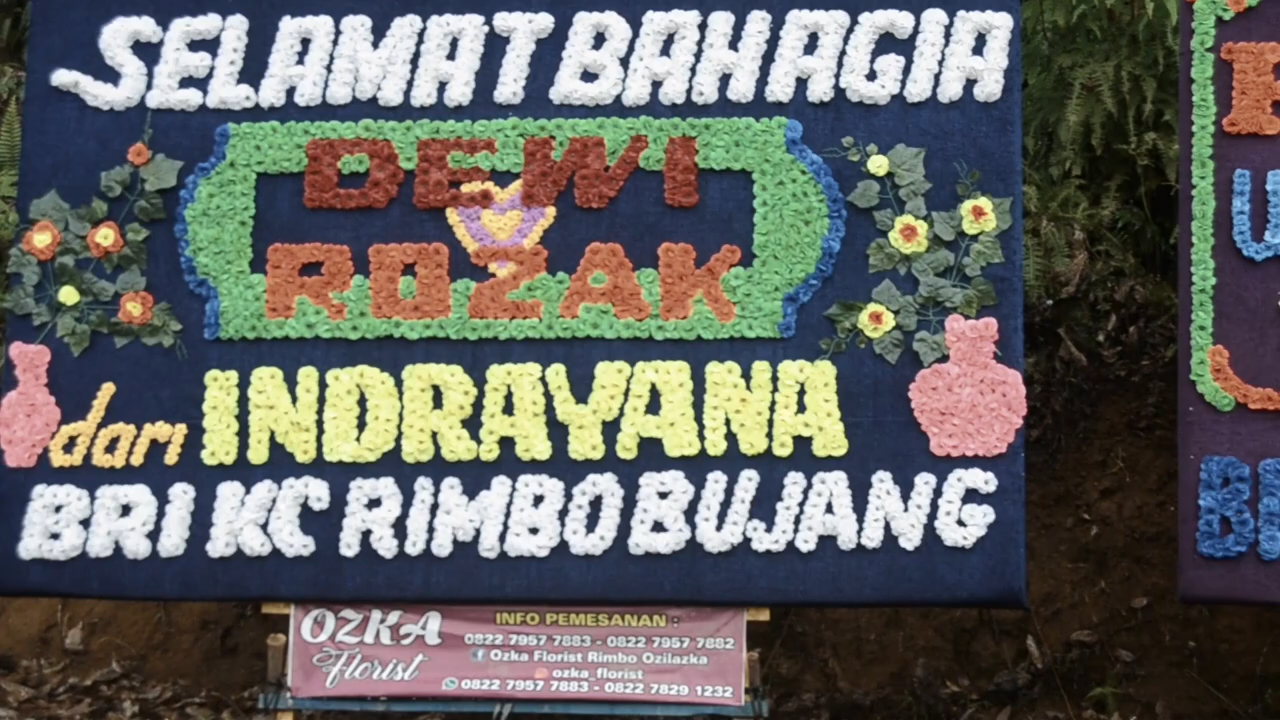 SELAMAT BAHAGIA
DEWI
ROZAK
dari INDRAYANA
BRI KC RIMBO BUJANG
OZKA
Florist
INFO PEMESANAN :
0822 7957 7883 - 0822 7957 7882
Ozka Florist Rimbo Ozilazka
ozka_florist
0822 7957 7883 - 0822 7829 1232